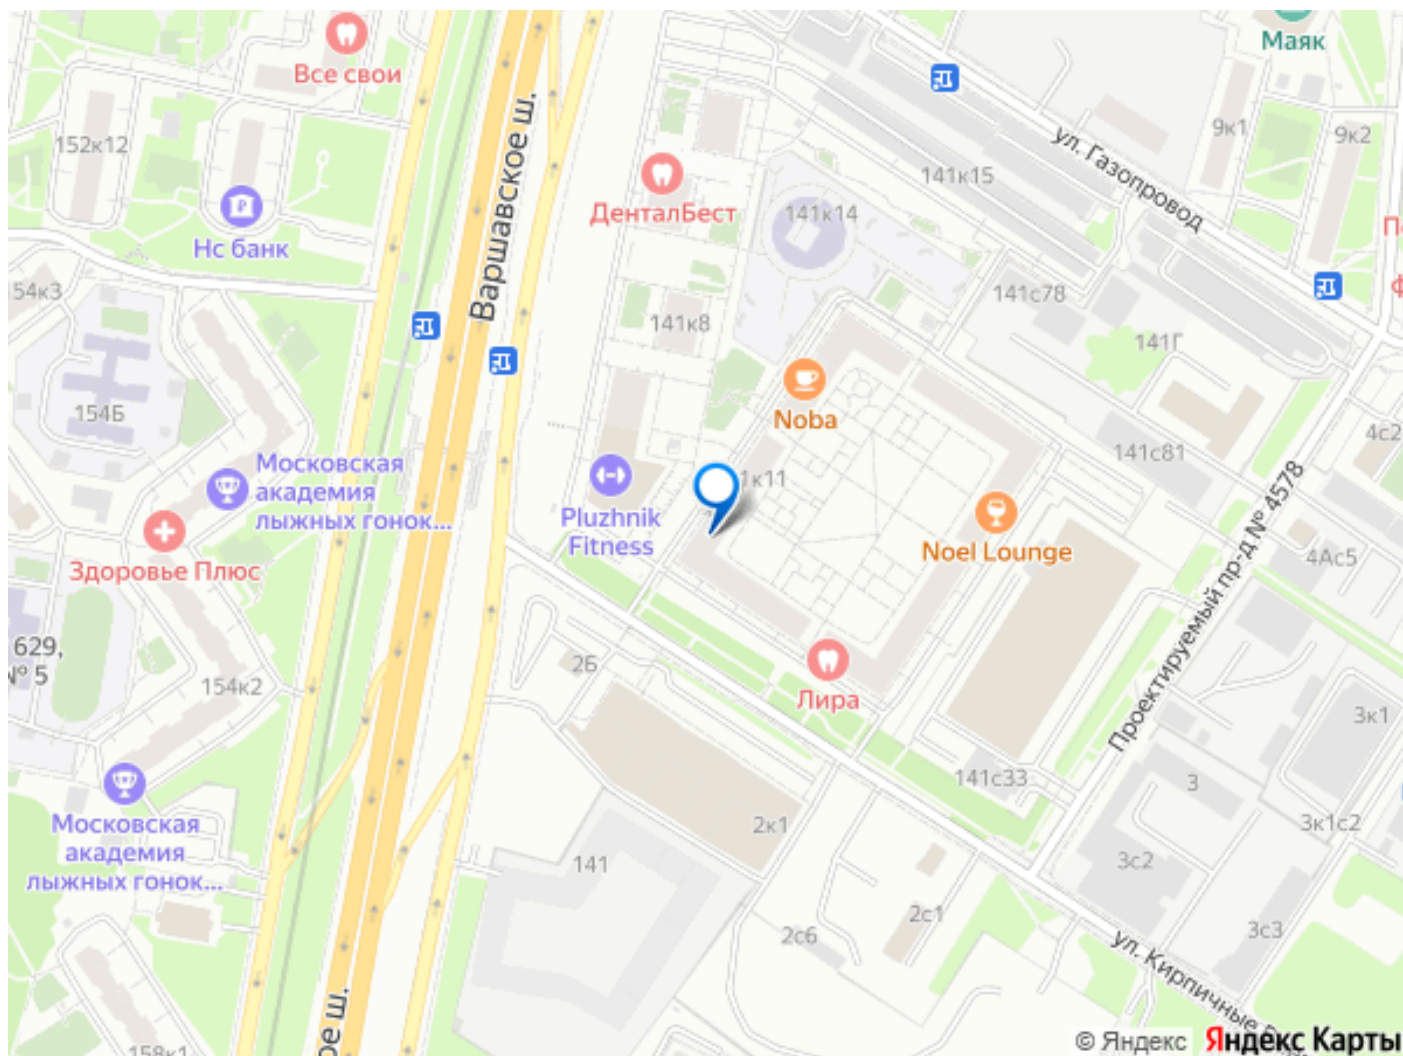 Маяк
Все свои
Варшавское ш.
9к1
9к2
ул. Газопровод
152к12
141к15
ДенталБест
141к14
Нс банк
54к3
141с78
141к8
141Г
154Б
Noba
4с2
141с81
Московская
академия
лыжных гонок...
1к11
Pluzhnik
Fitness
Noel Lounge
Проектируемый пр-д № 4578
4Ас5
Здоровье Плюс
629,
№ 5
2Б
154к2
Лира
3к1
141с33
3
Московская
академия
лыжных гонок...
2к1
3к1с2
141
3с2
2с1
2с6
3с3
ул. Кирпичные
ое ш.
158к1
© Яндекс
Яндекс Карты